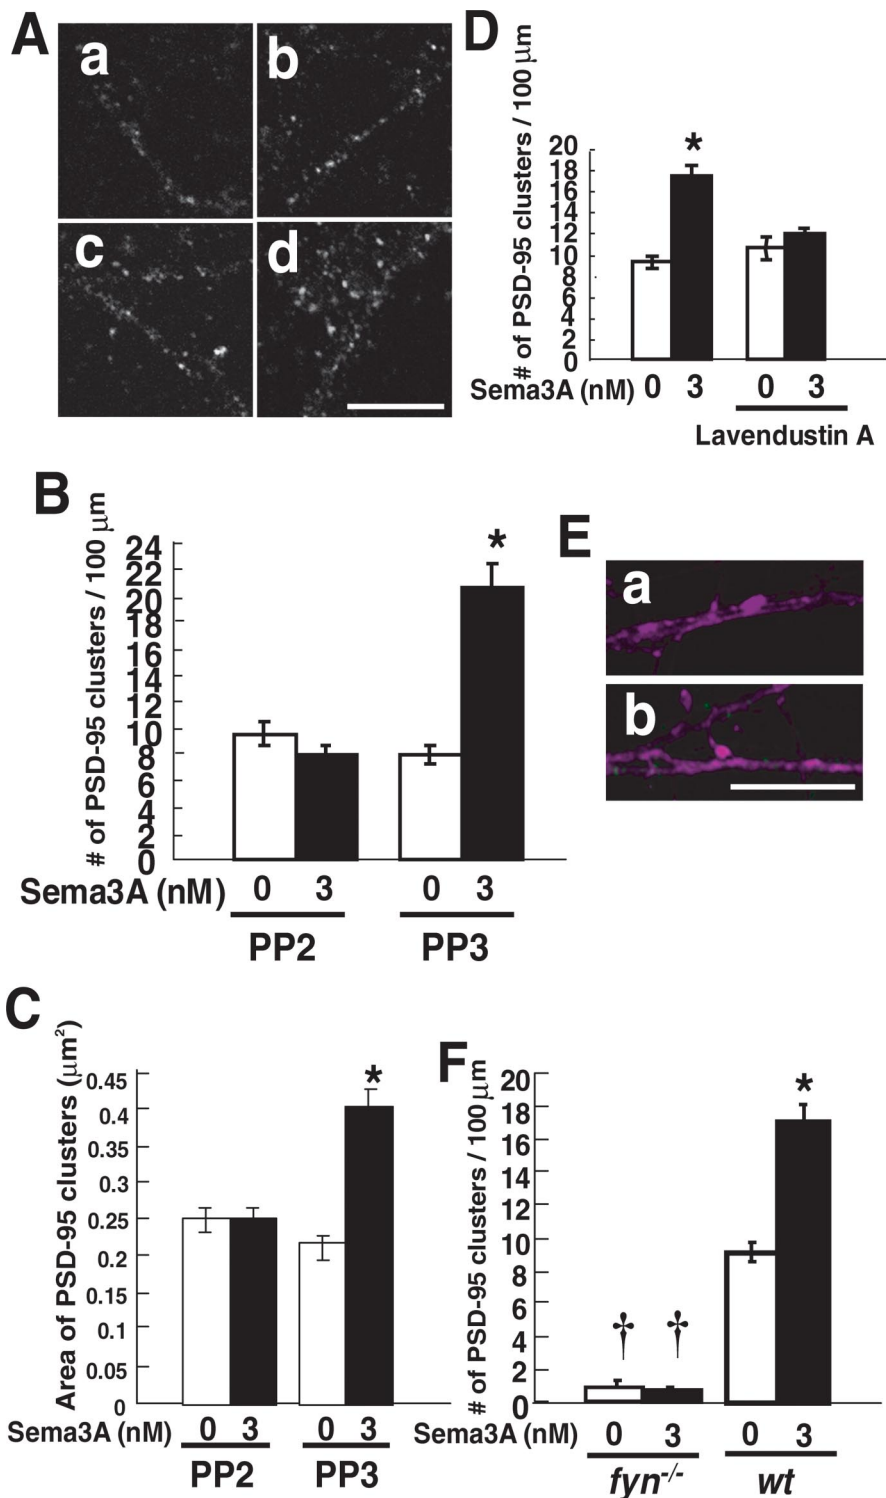 A
a
b
c
d
D
# of PSD-95 clusters / 100 μm
20
18
16
14
12
10
8
6
4
2
0
*
Sema3A (nM) 0 3 0 3
Lavendustin A
B
# of PSD-95 clusters / 100 μm
24
22
20
18
16
14
12
10
8
6
4
2
0
*
Sema3A (nM) 0 3 0 3
PP2 PP3
E
a
b
C
Area of PSD-95 clusters (μm²)
0.45
0.4
0.35
0.3
0.25
0.2
0.15
0.1
0.05
0
*
Sema3A (nM) 0 3 0 3
PP2 PP3
F
# of PSD-95 clusters / 100 μm
20
18
16
14
12
10
8
6
4
2
0
† †
*
Sema3A (nM) 0 3 0 3
fyn-/- wt